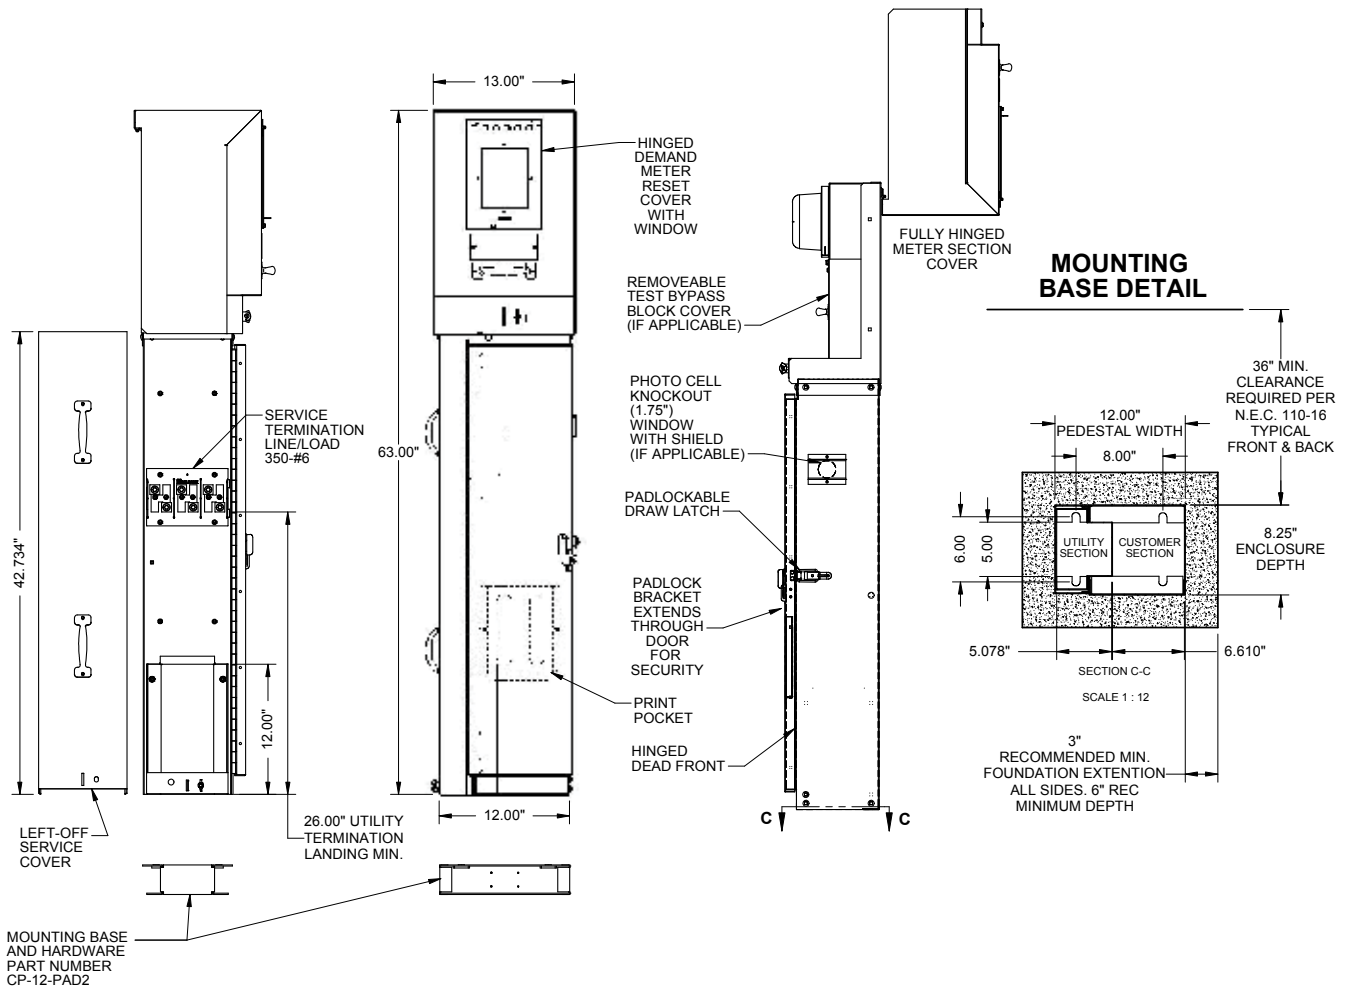 13.00"
HINGED
DEMAND
METER
RESET
COVER
WITH
WINDOW
FULLY HINGED
METER SECTION
COVER
MOUNTING
BASE DETAIL
REMOVEABLE
TEST BYPASS
BLOCK COVER
(IF APPLICABLE)
36" MIN.
CLEARANCE
REQUIRED PER
N.E.C. 110-16
TYPICAL
FRONT & BACK
PHOTO CELL
KNOCKOUT
(1.75")
WINDOW
WITH SHIELD
(IF APPLICABLE)
SERVICE
TERMINATION
LINE/LOAD
350-#6
63.00"
12.00"
PEDESTAL WIDTH
8.00"
PADLOCKABLE
DRAW LATCH
42.734"
6.00
5.00
UTILITY
SECTION
CUSTOMER
SECTION
8.25"
ENCLOSURE
DEPTH
PADLOCK
BRACKET
EXTENDS
THROUGH
DOOR
FOR
SECURITY
5.078"
6.610"
SECTION C-C
SCALE 1 : 12
12.00"
PRINT
POCKET
HINGED
DEAD FRONT
3"
RECOMMENDED MIN.
FOUNDATION EXTENTION
ALL SIDES. 6" REC
MINIMUM DEPTH
C
C
12.00"
26.00" UTILITY
TERMINATION
LANDING MIN.
LEFT-OFF
SERVICE
COVER
MOUNTING BASE
AND HARDWARE
PART NUMBER
CP-12-PAD2